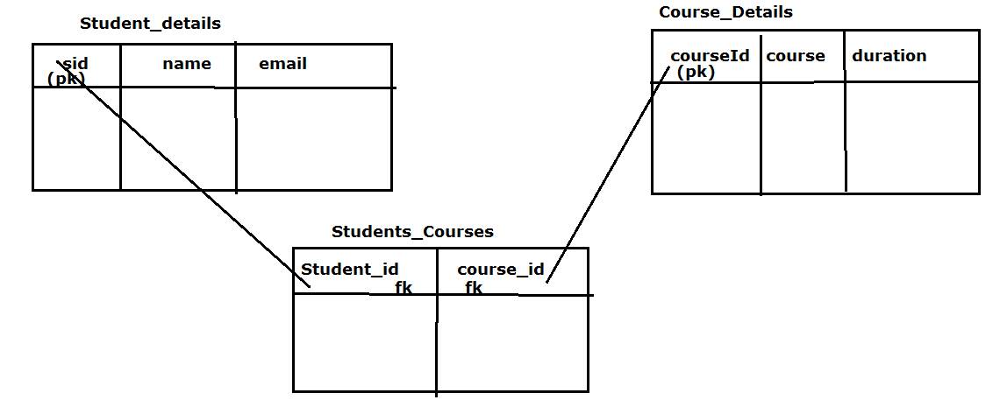 Student_details
sid name email
(pk)
Course_Details
courseId course duration
(pk)
Students_Courses
Student_id course_id
fk fk